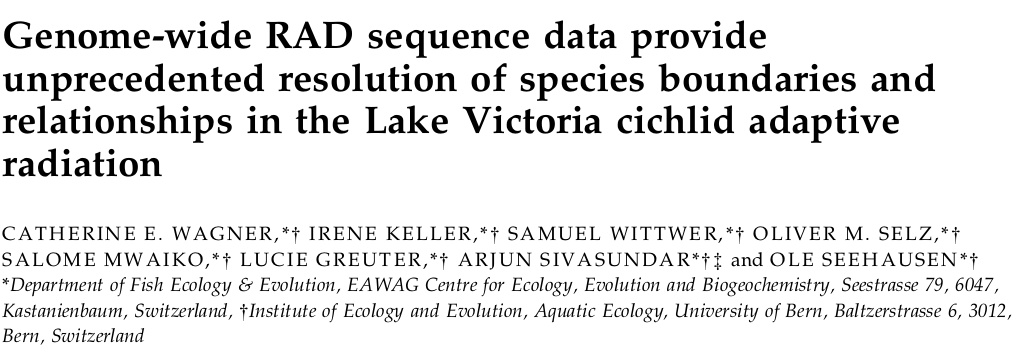 Genome-wide RAD sequence data provide
unprecedented resolution of species boundaries and
relationships in the Lake Victoria cichlid adaptive
radiation
CATHERINE E. WAGNER,*† IRENE KELLER,*† SAMUEL WITTWER,*† OLIVER M. SELZ,*†
SALOME MWAIKO,*† LUCIE GREUTER,*† ARJUN SIVASUNDAR*†‡ and OLE SEEHAUSEN*†
*Department of Fish Ecology & Evolution, EAWAG Centre for Ecology, Evolution and Biogeochemistry, Seestrasse 79, 6047,
Kastanienbaum, Switzerland, †Institute of Ecology and Evolution, Aquatic Ecology, University of Bern, Baltzerstrasse 6, 3012,
Bern, Switzerland